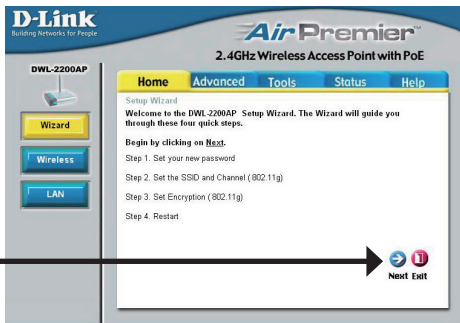 D-Link
Building Networks for People
AirPremier™
2.4GHz Wireless Access Point with PoE
DWL-2200AP
Home Advanced Tools Status Help
Wizard
Wireless
LAN
Setup Wizard
Welcome to the DWL-2200AP Setup Wizard. The Wizard will guide you
through these four quick steps.
Begin by clicking on Next.
Step 1. Set your new password
Step 2. Set the SSID and Channel (802.11g)
Step 3. Set Encryption (802.11g)
Step 4. Restart
Next Exit